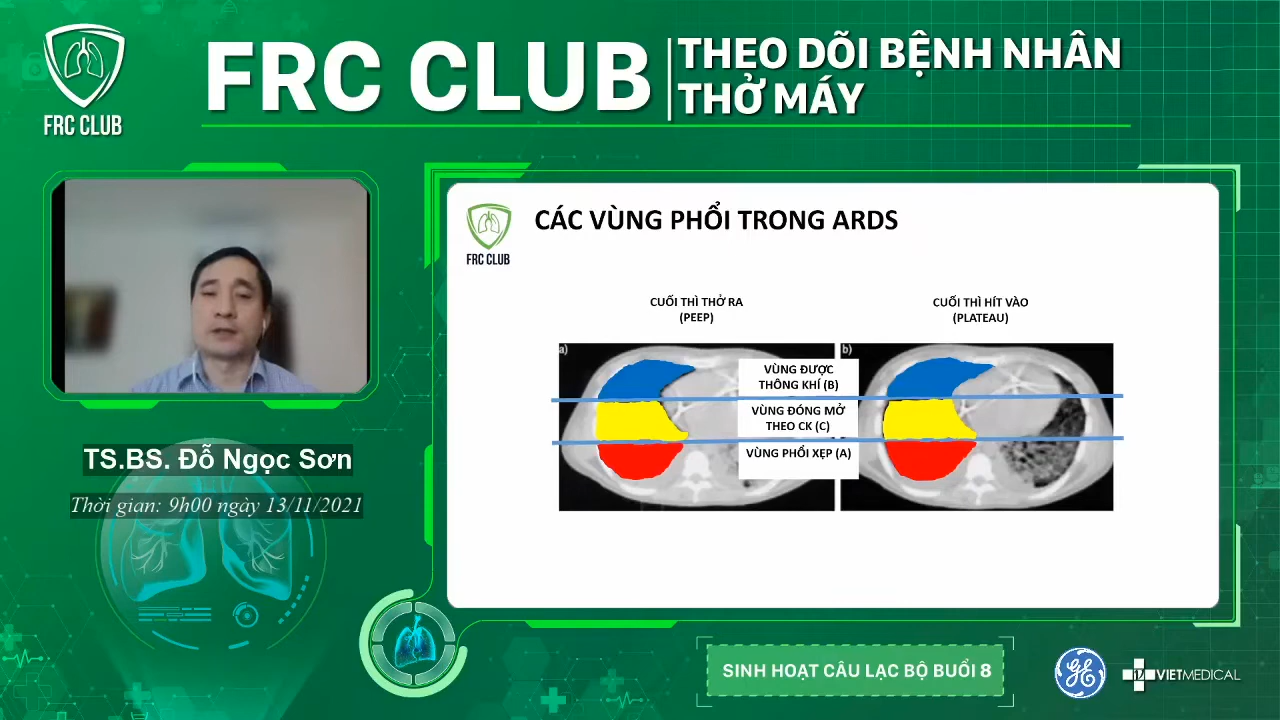 FRC CLUB
FRC CLUB
THEO DÕI BỆNH NHÂN
THỞ MÁY
TS.BS. Đỗ Ngọc Sơn
Thời gian: 9h00 ngày 13/11/2021
FRC CLUB
CÁC VÙNG PHỔI TRONG ARDS
CUỐI THÌ THỞ RA
(PEEP)
CUỐI THÌ HÍT VÀO
(PLATEAU)
a)
b)
VÙNG ĐƯỢC
THÔNG KHÍ (B)
VÙNG ĐÓNG MỞ
THEO CK (C)
VÙNG PHỔI XẸP (A)
SINH HOẠT CÂU LẠC BỘ BUỔI 8
GE
VIETMEDICAL